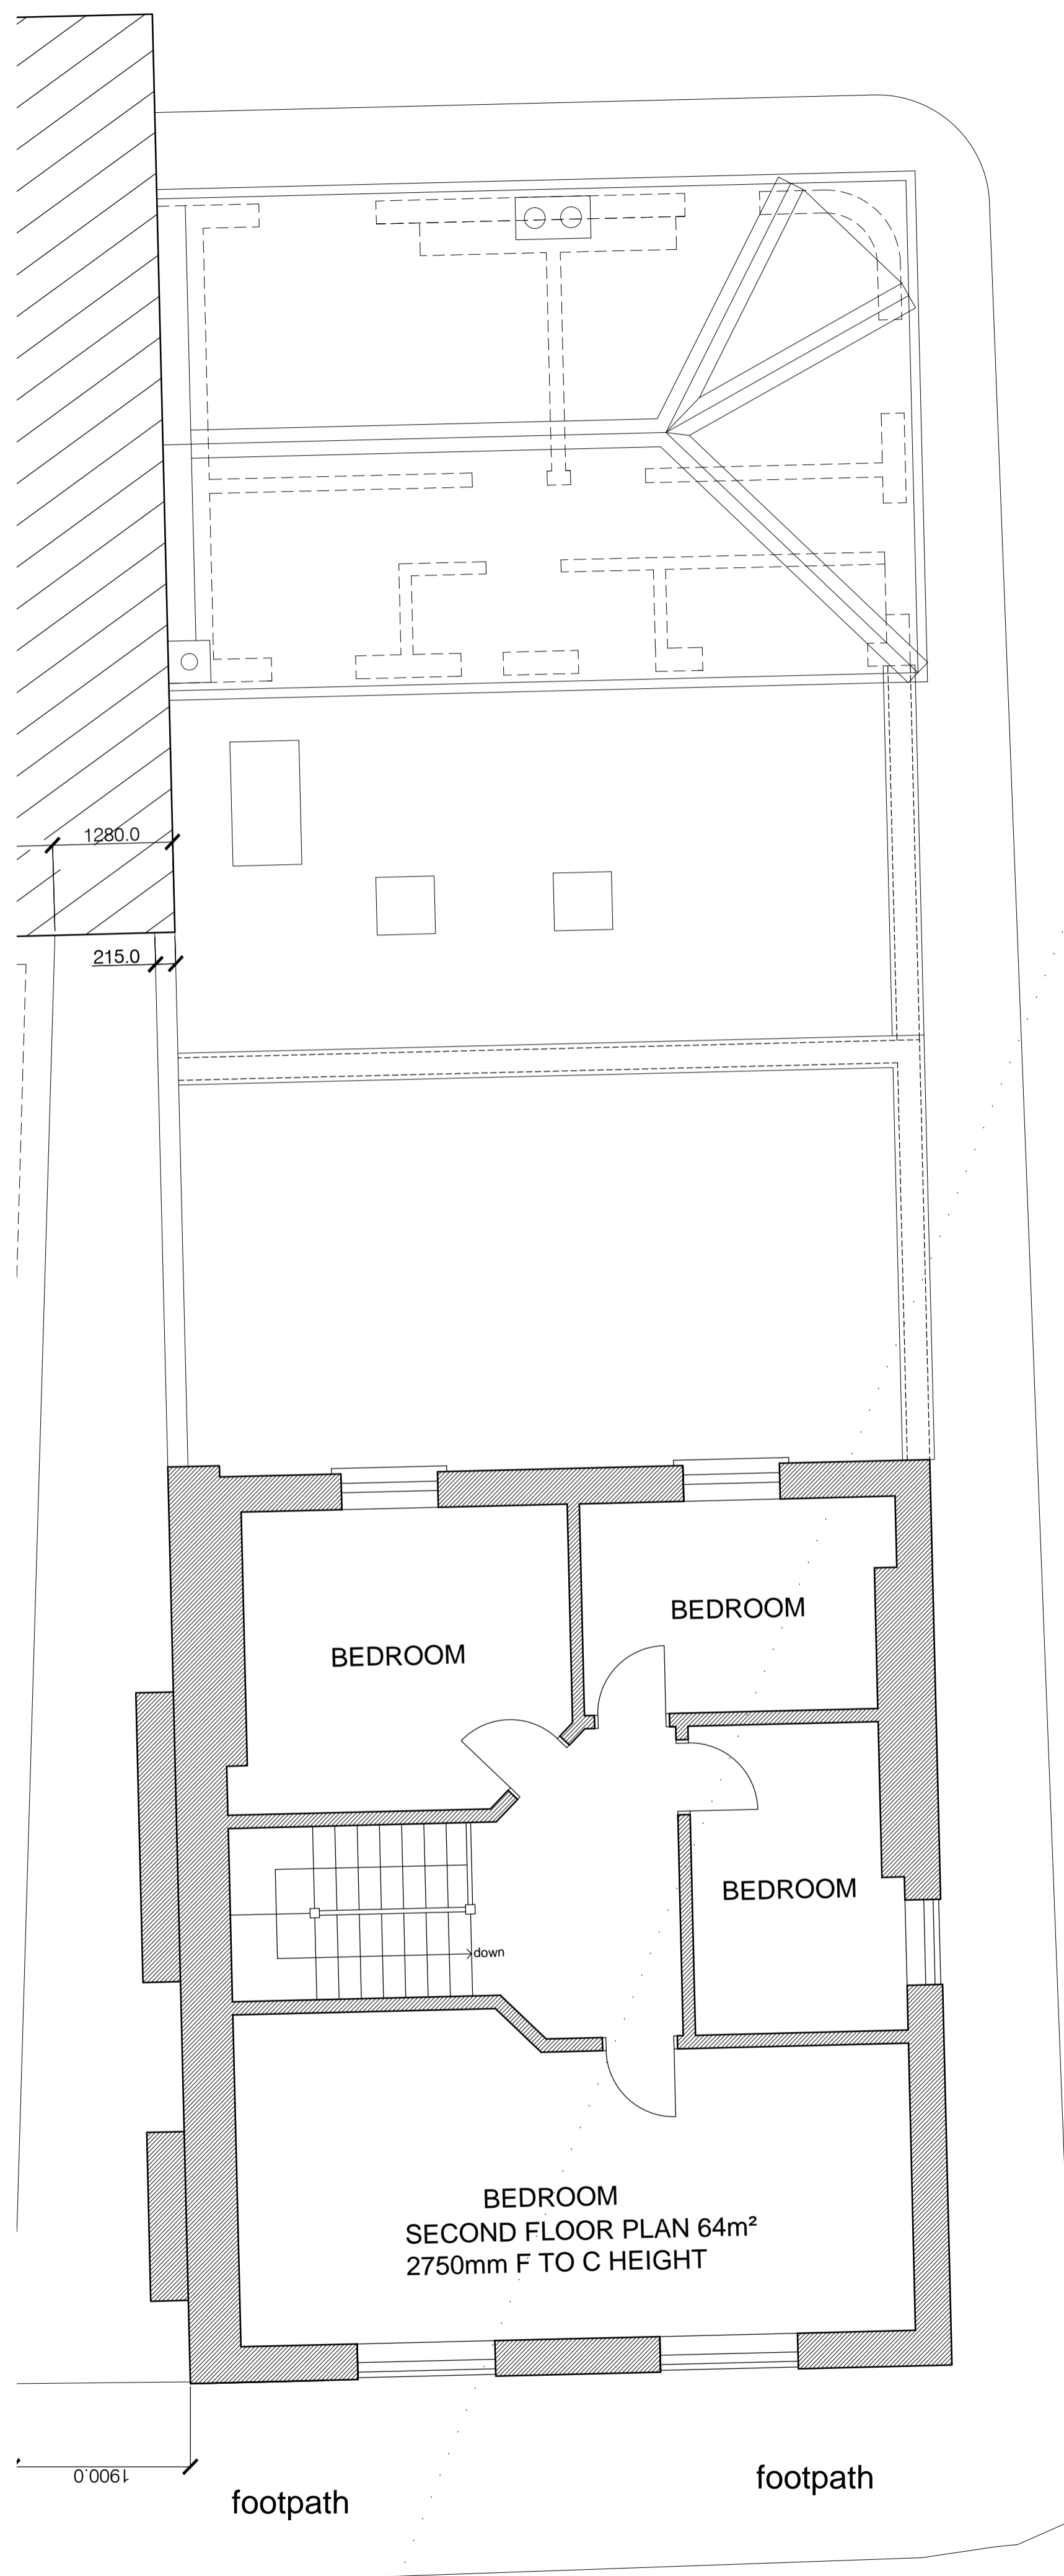 1280.0
215.0
BEDROOM
BEDROOM
BEDROOM
down
BEDROOM
SECOND FLOOR PLAN 64m²
2750mm F TO C HEIGHT
1900.0
footpath
footpath